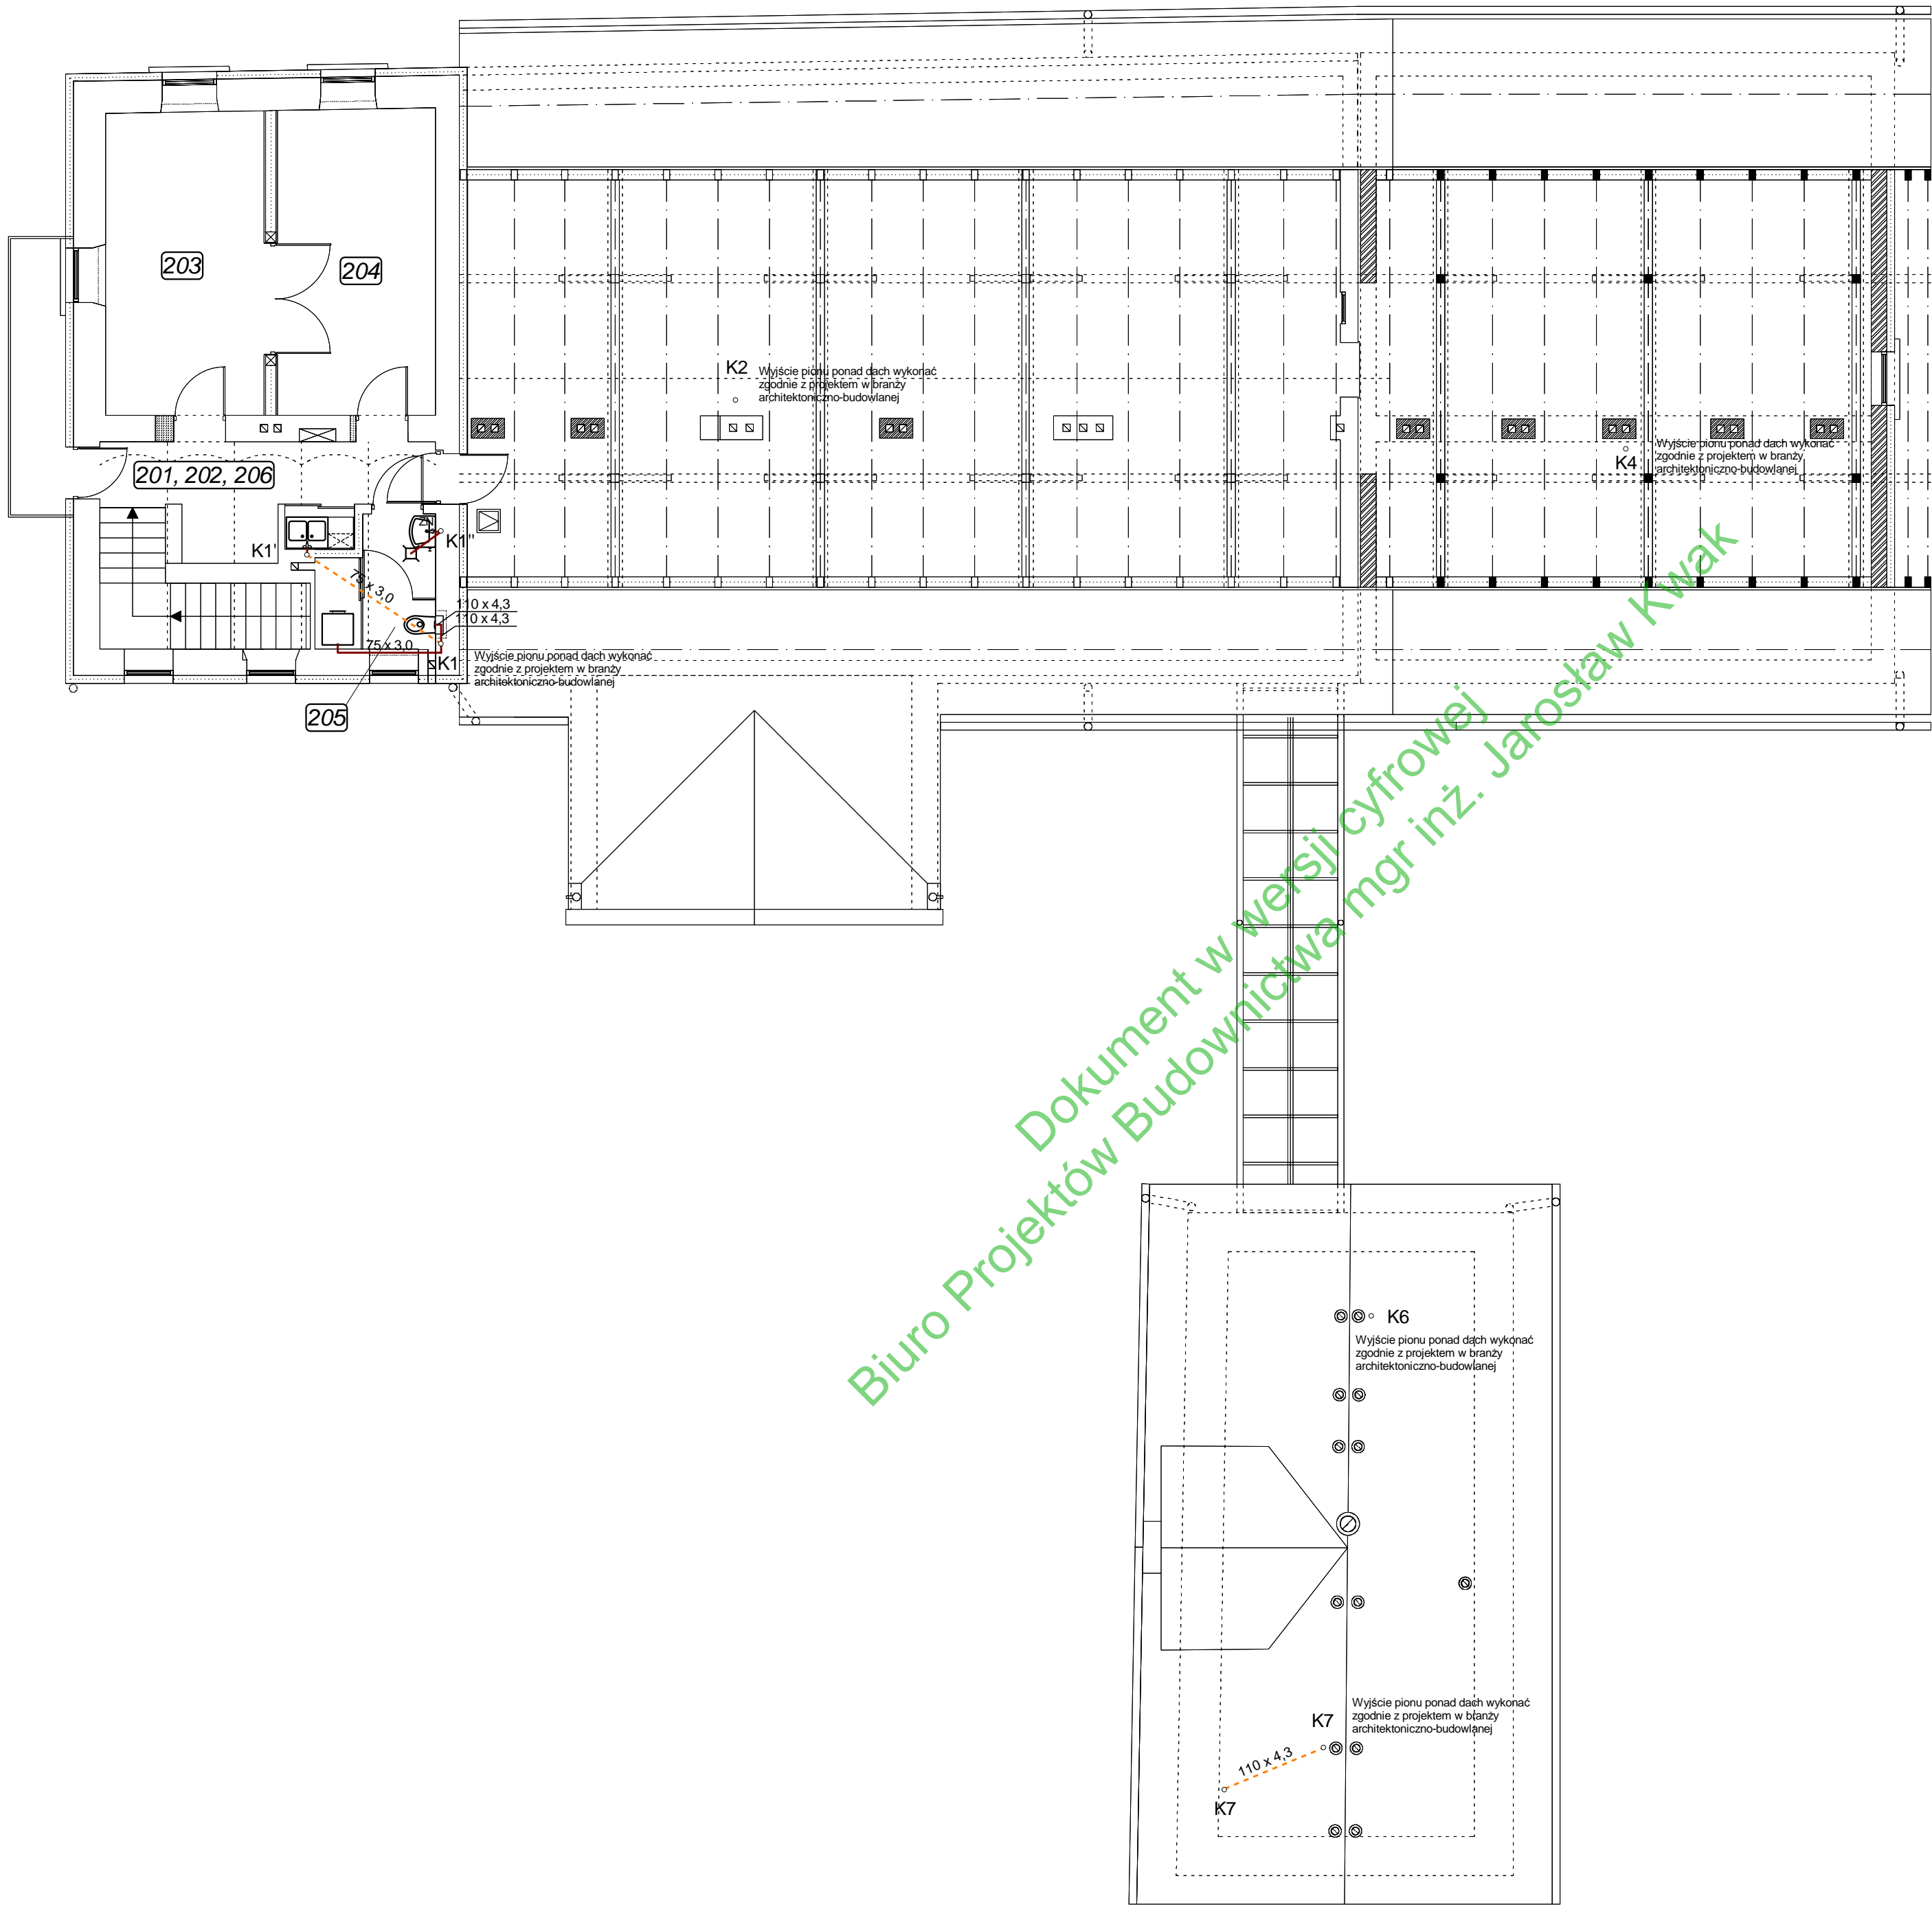 203
204
K2
Wyjście pionu ponad dach wykonać
zgodnie z projektem w branży
architektoniczno-budowlanej
Wyjście pionu ponad dach wykonać
zgodnie z projektem w branży
architektoniczno-budowlanej
K4
201, 202, 206
ZN
K1'
K1''
75 x 3,0
110 x 4,3
110 x 4,3
75 x 3,0
K1
Wyjście pionu ponad dach wykonać
zgodnie z projektem w branży
architektoniczno-budowlanej
205
Dokument w wersji cyfrowej
Biuro Projektów Budownictwa mgr inż. Jarosław Kwak
K6
Wyjście pionu ponad dach wykonać
zgodnie z projektem w branży
architektoniczno-budowlanej
Wyjście pionu ponad dach wykonać
zgodnie z projektem w branży
architektoniczno-budowlanej
K7
110 x 4,3
K7